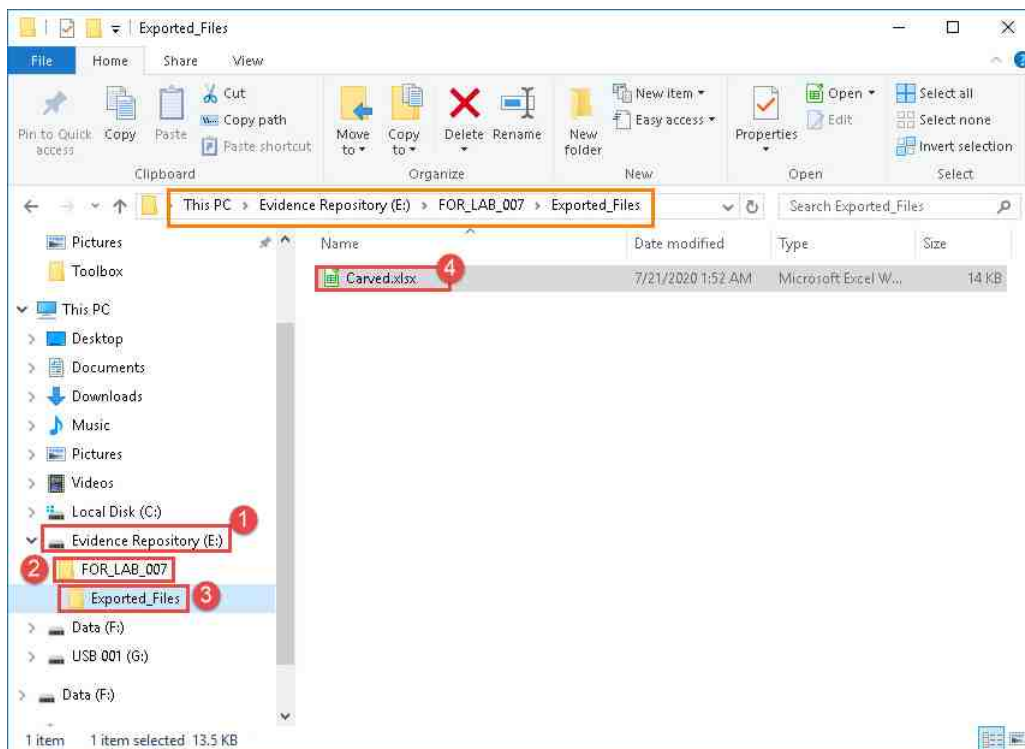 Exported_Files
File Home Share View
Pin to Quick access
Copy
Paste
Cut
Copy path
Paste shortcut
Clipboard
Move to
Copy to
Delete
Rename
Organize
New folder
New item
Easy access
New
Properties
Open
Edit
Open
Select all
Select none
Invert selection
Select
This PC > Evidence Repository (E:) > FOR_LAB_007 > Exported_Files
Search Exported_Files
Name Date modified Type Size
Carved.xlsx 4 7/21/2020 1:52 AM Microsoft Excel W... 14 KB
Pictures
Toolbox
This PC
Desktop
Documents
Downloads
Music
Pictures
Videos
Local Disk (C:)
Evidence Repository (E:) 1
2 FOR_LAB_007
Exported_Files 3
Data (F:)
USB 001 (G:)
Data (F:)
1 item 1 item selected 13.5 KB